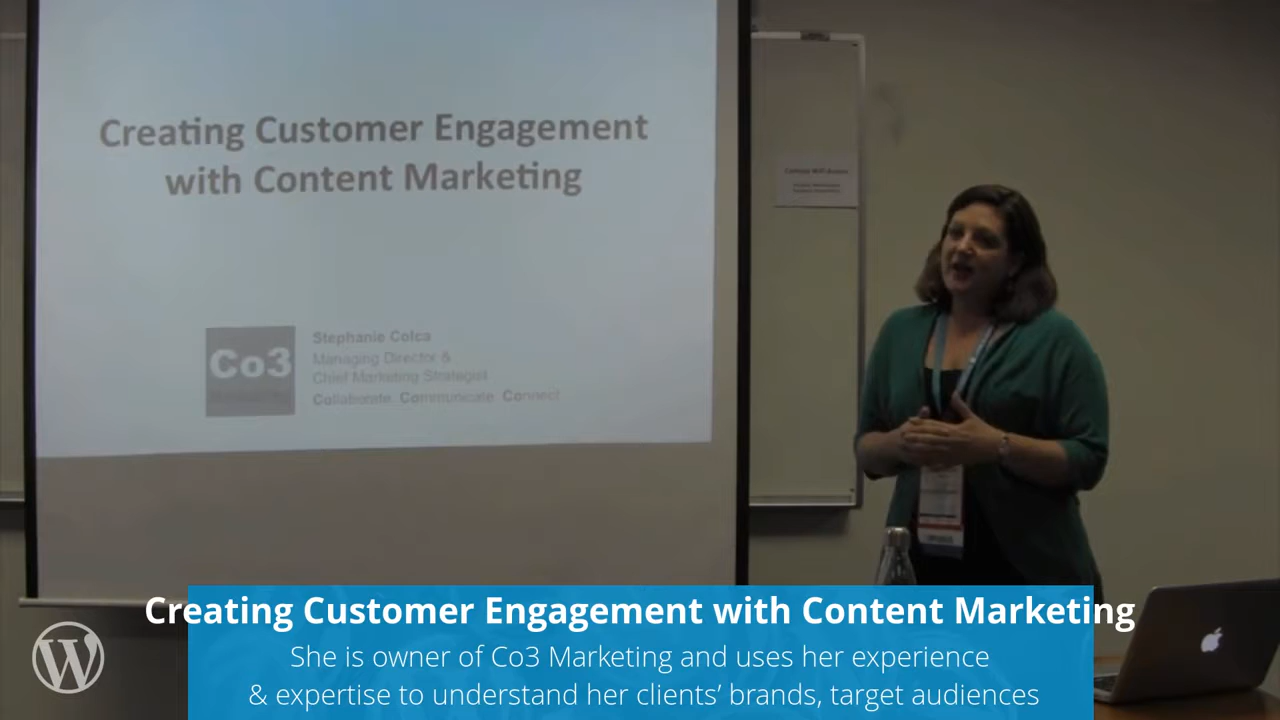 Creating Customer Engagement
with Content Marketing
Co3
Stephanie Colca
Managing Director &
Chief Marketing Strategist
Collaborate Communicate Connect
Creating Customer Engagement with Content Marketing
She is owner of Co3 Marketing and uses her experience
& expertise to understand her clients’ brands, target audiences